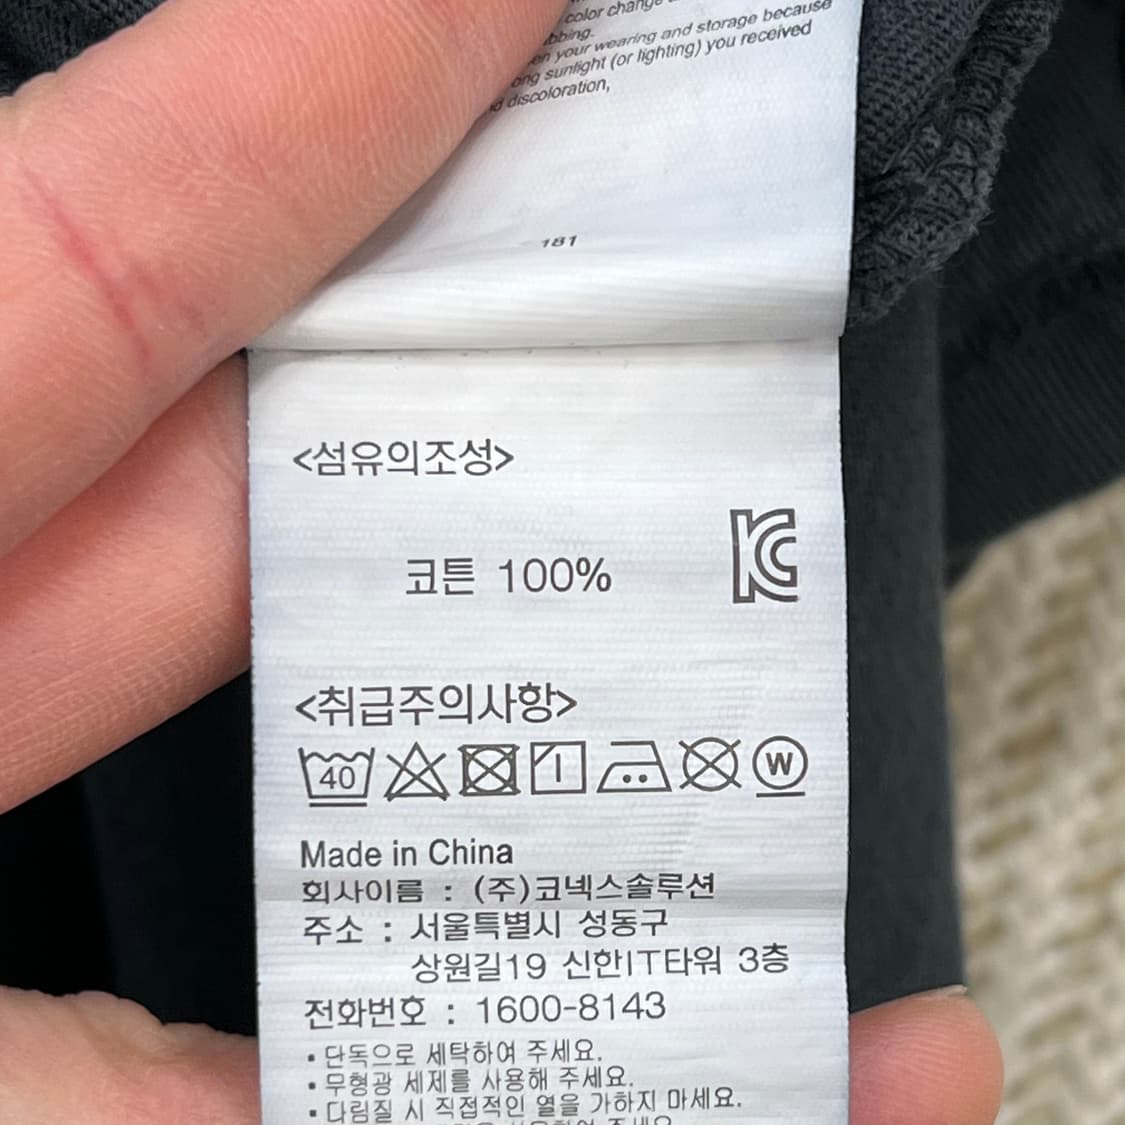 color change
bbing.
your wearing and storage because
sunlight (or lighting) you received
discoloration,
181
<섬유의조성>
코튼 100%
KC
<취급주의사항>
40 W
Made in China
회사이름 : (주)코넥스솔루션
주소 : 서울특별시 성동구
상원길19 신한IT타워 3층
전화번호 : 1600-8143
• 단독으로 세탁하여 주세요.
• 무형광 세제를 사용해 주세요.
• 다림질 시 직접적인 열을 가하지 마세요.